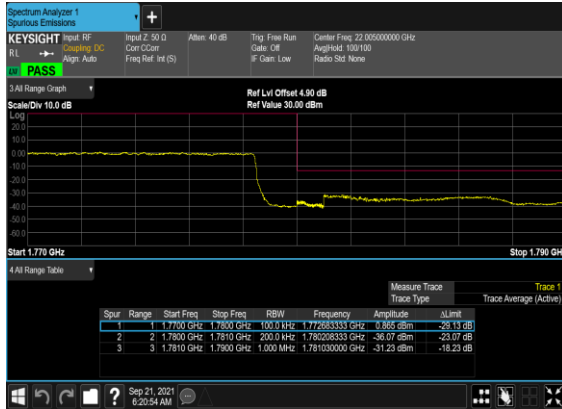 Spectrum Analyzer 1
Spurious Emissions
+
KEYSIGHT Input: RF Input Z: 50 Ω Atten: 40 dB Trig: Free Run Center Freq: 22.005000000 GHz
RL Coupling: DC Corr CCorr Gate: Off Avg|Hold: 100/100
Align: Auto Freq Ref: Int (S) IF Gain: Low Radio Std: None
PASS
3 All Range Graph
Ref Lvl Offset 4.90 dB
Scale/Div 10.0 dB Ref Value 30.00 dBm
Log
20.0
10.0
0.00
-10.0
-20.0
-30.0
-40.0
-50.0
-60.0
Start 1.770 GHz Stop 1.790 GH
4 All Range Table
Measure Trace Trace 1
Trace Type Trace Average (Active)
Spur Range Start Freq Stop Freq RBW Frequency Amplitude ΔLimit
1 1 1.7700 GHz 1.7800 GHz 100.0 kHz 1.772683333 GHz 0.865 dBm -29.13 dB
2 2 1.7800 GHz 1.7810 GHz 200.0 kHz 1.780208333 GHz -36.07 dBm -23.07 dB
3 3 1.7810 GHz 1.7900 GHz 1.000 MHz 1.781030000 GHz -31.23 dBm -18.23 dB
? Sep 21, 2021
6:20:54 AM